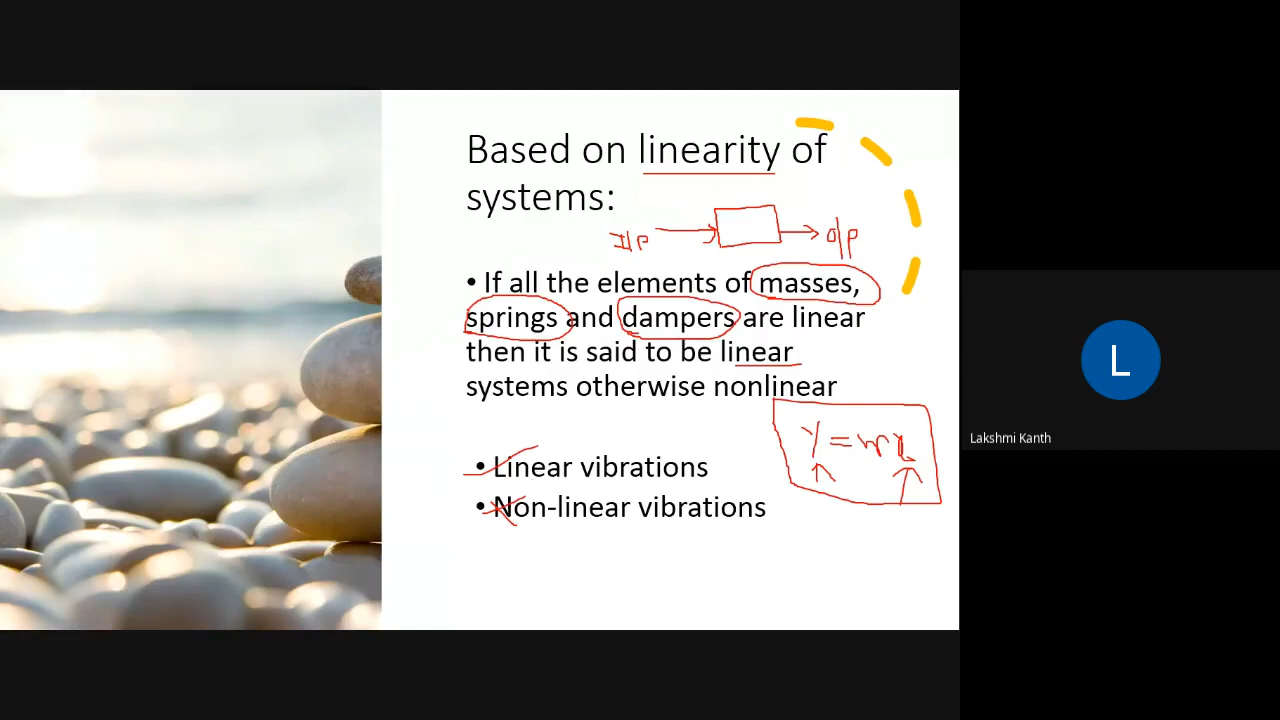 Based on linearity of
systems:
I/P
O/P
• If all the elements of masses,
springs and dampers are linear
then it is said to be linear
systems otherwise nonlinear
Y = mx
• Linear vibrations
• Non-linear vibrations
L
Lakshmi Kanth